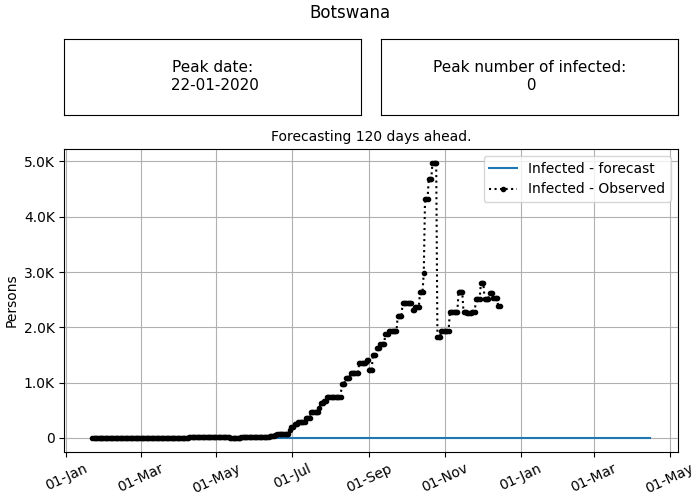 Botswana
Peak date:
22-01-2020
Peak number of infected:
0
Forecasting 120 days ahead.
Infected - forecast
Infected - Observed
Persons
5.0K
4.0K
3.0K
2.0K
1.0K
0
01-Jan
01-Mar
01-May
01-Jul
01-Sep
01-Nov
01-Jan
01-Mar
01-May